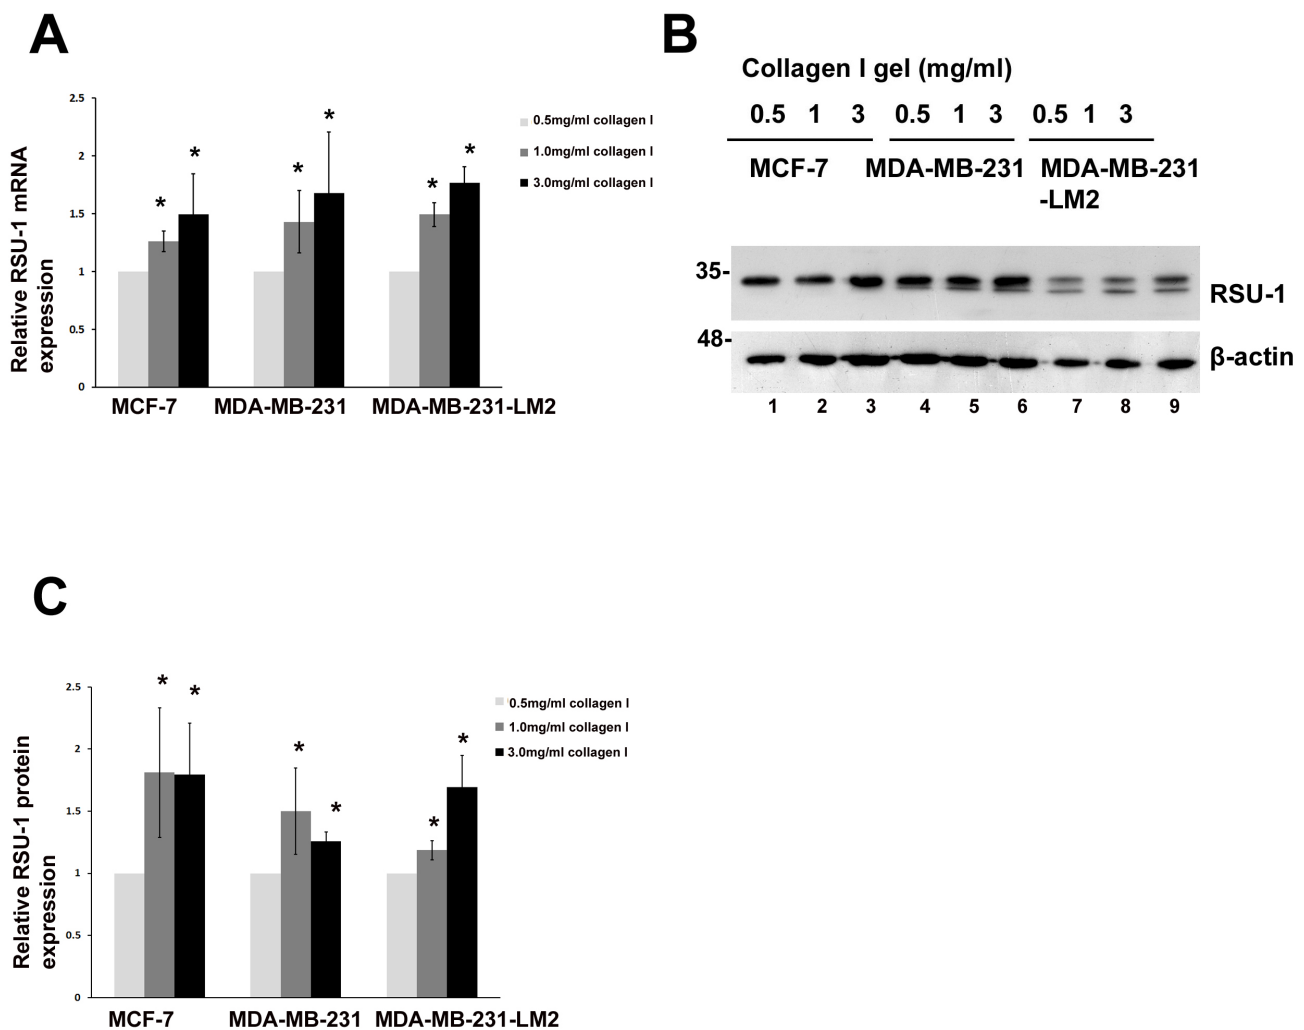 A
2.5
2
1.5
1
0.5
0
Relative RSU-1 mRNA
expression
* * * * * *
0.5mg/ml collagen I
1.0mg/ml collagen I
3.0mg/ml collagen I
MCF-7 MDA-MB-231 MDA-MB-231-LM2
B
Collagen I gel (mg/ml)
0.5 1 3 0.5 1 3 0.5 1 3
MCF-7 MDA-MB-231 MDA-MB-231
-LM2
35-
RSU-1
48-
β-actin
1 2 3 4 5 6 7 8 9
C
2.5
2
1.5
1
0.5
0
Relative RSU-1 protein
expression
* * * * * *
0.5mg/ml collagen I
1.0mg/ml collagen I
3.0mg/ml collagen I
MCF-7 MDA-MB-231 MDA-MB-231-LM2